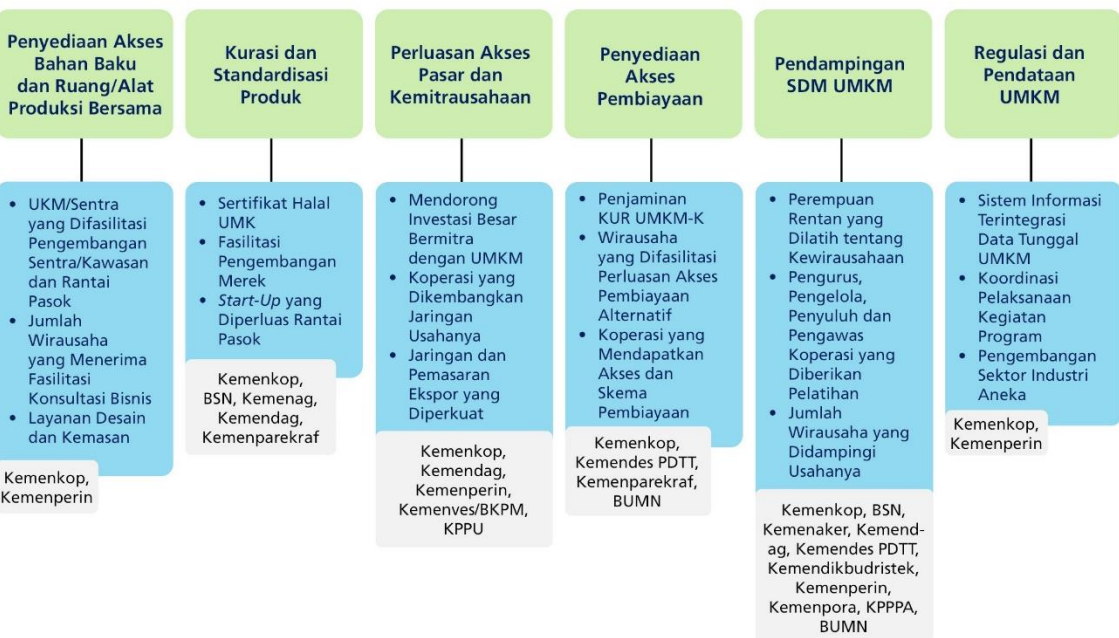 Penyediaan Akses
Bahan Baku
dan Ruang/Alat
Produksi Bersama
• UKM/Sentra
yang Difasilitasi
Pengembangan
Sentra/Kawasan
dan Rantai
Pasok
• Jumlah
Wirausaha
yang Menerima
Fasilitasi
Konsultasi Bisnis
• Layanan Desain
dan Kemasan
Kemenkop,
Kemenperin
Kurasi dan
Standardisasi
Produk
• Sertifikat Halal
UMK
• Fasilitasi
Pengembangan
Merek
• Start-Up yang
Diperluas Rantai
Pasok
Kemenkop,
BSN, Kemenag,
Kemendag,
Kemenparekraf
Perluasan Akses
Pasar dan
Kemitrausahaan
• Mendorong
Investasi Besar
Bermitra
dengan UMKM
• Koperasi yang
Dikembangkan
Jaringan
Usahanya
• Jaringan dan
Pemasaran
Ekspor yang
Diperkuat
Kemenkop,
Kemendag,
Kemenperin,
Kemenves/BKPM,
KPPU
Penyediaan
Akses
Pembiayaan
• Penjaminan
KUR UMKM-K
• Wirausaha
yang Difasilitasi
Perluasan Akses
Pembiayaan
Alternatif
• Koperasi yang
Mendapatkan
Akses dan
Skema
Pembiayaan
Kemenkop,
Kemendes PDTT,
Kemenparekraf,
BUMN
Pendampingan
SDM UMKM
• Perempuan
Rentan yang
Dilatih tentang
Kewirausahaan
• Pengurus,
Pengelola,
Penyuluh dan
Pengawas
Koperasi yang
Diberikan
Pelatihan
• Jumlah
Wirausaha yang
Didampingi
Usahanya
Kemenkop, BSN,
Kemenaker, Kemend-
ag, Kemendes PDTT,
Kemendikbudristek,
Kemenperin,
Kemenpora, KPPPA,
BUMN
Regulasi dan
Pendataan
UMKM
• Sistem Informasi
Terintegrasi
Data Tunggal
UMKM
• Koordinasi
Pelaksanaan
Kegiatan
Program
• Pengembangan
Sektor Industri
Aneka
Kemenkop,
Kemenperin